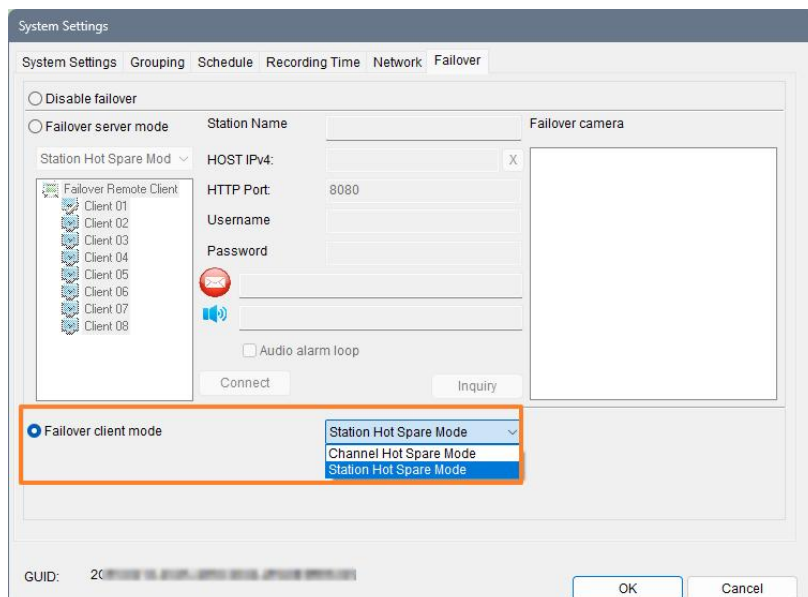 System Settings
System Settings Grouping Schedule Recording Time Network Failover
Disable failover
Failover server mode
Station Hot Spare Mod
Failover Remote Client
Client 01
Client 02
Client 03
Client 04
Client 05
Client 06
Client 07
Client 08
Station Name
HOST IPv4:
X
HTTP Port:
8080
Username
Password
Audio alarm loop
Connect
Inquiry
Failover camera
Failover client mode
Station Hot Spare Mode
Channel Hot Spare Mode
Station Hot Spare Mode
GUID:
OK
Cancel